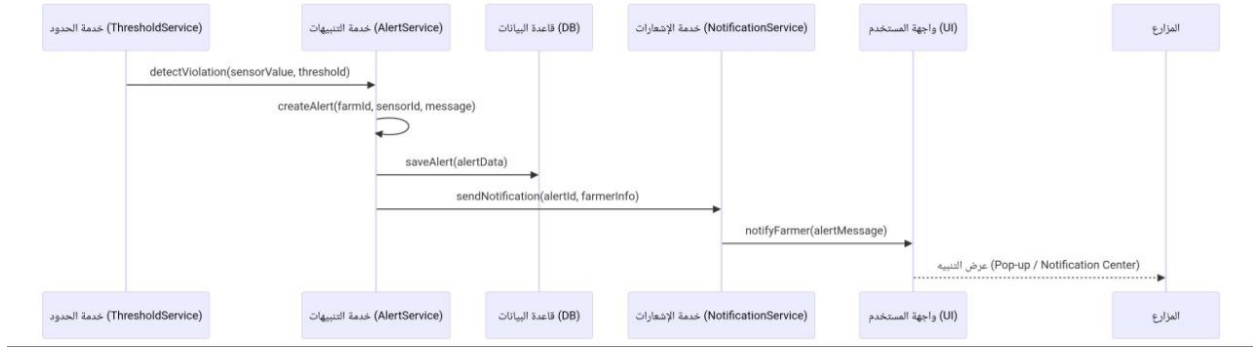 خدمة الحدود (ThresholdService)
خدمة التنبيهات (AlertService)
قاعدة البيانات (DB)
خدمة الإشعارات (NotificationService)
واجهة المستخدم (UI)
المزارع
detectViolation(sensorValue, threshold)
createAlert(farmId, sensorId, message)
saveAlert(alertData)
sendNotification(alertId, farmerInfo)
notifyFarmer(alertMessage)
عرض التنبيه (Pop-up / Notification Center)
خدمة الحدود (ThresholdService)
خدمة التنبيهات (AlertService)
قاعدة البيانات (DB)
خدمة الإشعارات (NotificationService)
واجهة المستخدم (UI)
المزارع